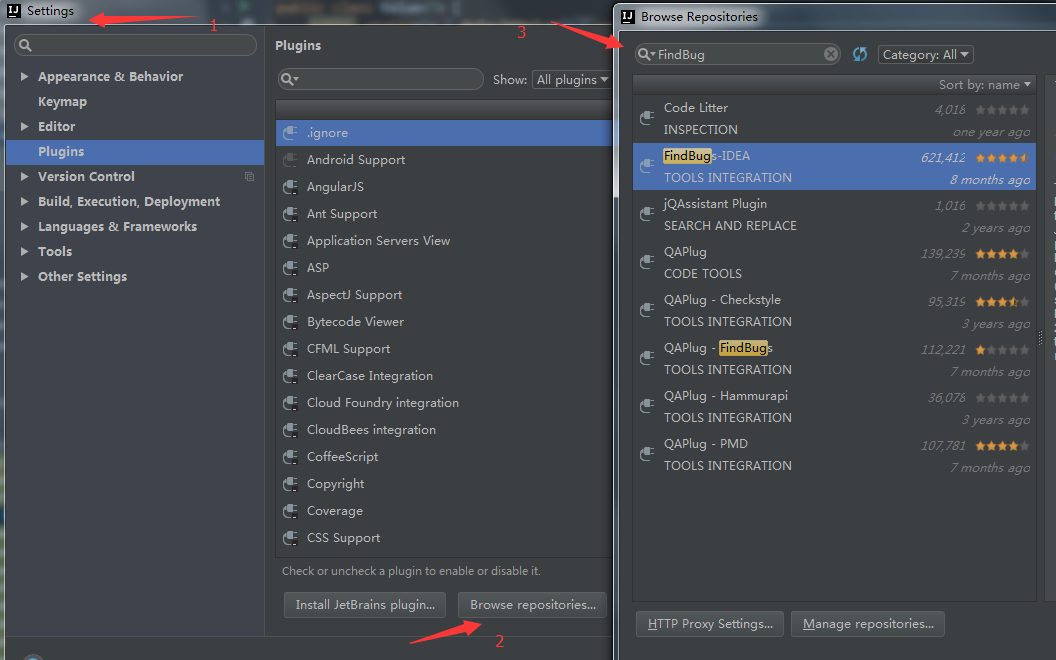 Settings
1
Appearance & Behavior
Keymap
Editor
Plugins
Version Control
Build, Execution, Deployment
Languages & Frameworks
Tools
Other Settings
Plugins
Show: All plugins
.ignore
Android Support
AngularJS
Ant Support
Application Servers View
ASP
AspectJ Support
Bytecode Viewer
CFML Support
ClearCase Integration
Cloud Foundry integration
CloudBees integration
CoffeeScript
Copyright
Coverage
CSS Support
Check or uncheck a plugin to enable or disable it.
Install JetBrains plugin...
Browse repositories...
2
3
Browse Repositories
FindBug
Category: All
Sort by: name
Code Litter 4,018
INSPECTION one year ago
FindBugs-IDEA 621,412
TOOLS INTEGRATION 8 months ago
jQAssistant Plugin 1,016
SEARCH AND REPLACE 2 years ago
QAPlug 139,239
CODE TOOLS 7 months ago
QAPlug - Checkstyle 95,319
TOOLS INTEGRATION 3 years ago
QAPlug - FindBugs 112,221
TOOLS INTEGRATION 7 months ago
QAPlug - Hammurapi 36,078
TOOLS INTEGRATION 3 years ago
QAPlug - PMD 107,781
TOOLS INTEGRATION 7 months ago
HTTP Proxy Settings...
Manage repositories...